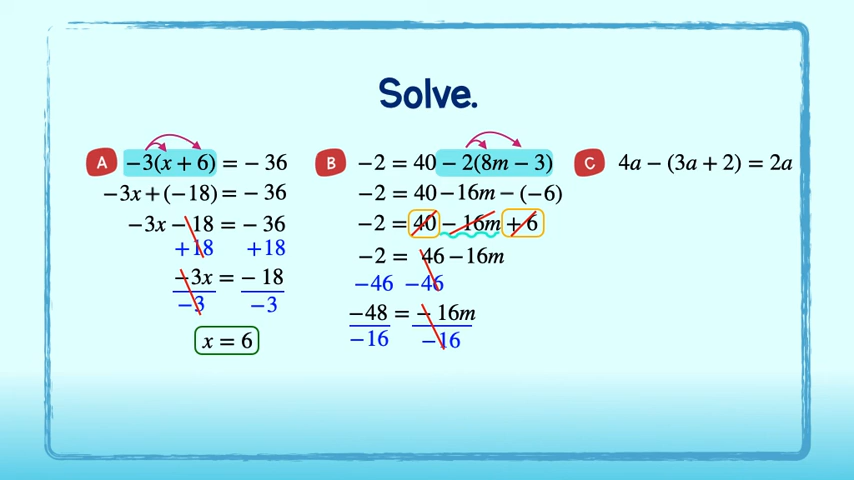 Solve.
A −3(x + 6) = − 36
−3x + (−18) = − 36
−3x − 18 = − 36
+18 +18
−3x = − 18
−3 −3
x = 6
B −2 = 40 − 2(8m − 3)
−2 = 40 −16m − (−6)
−2 = 40 − 16m + 6
−2 = 46 − 16m
−46 −46
−48 = − 16m
−16 −16
C 4a − (3a + 2) = 2a